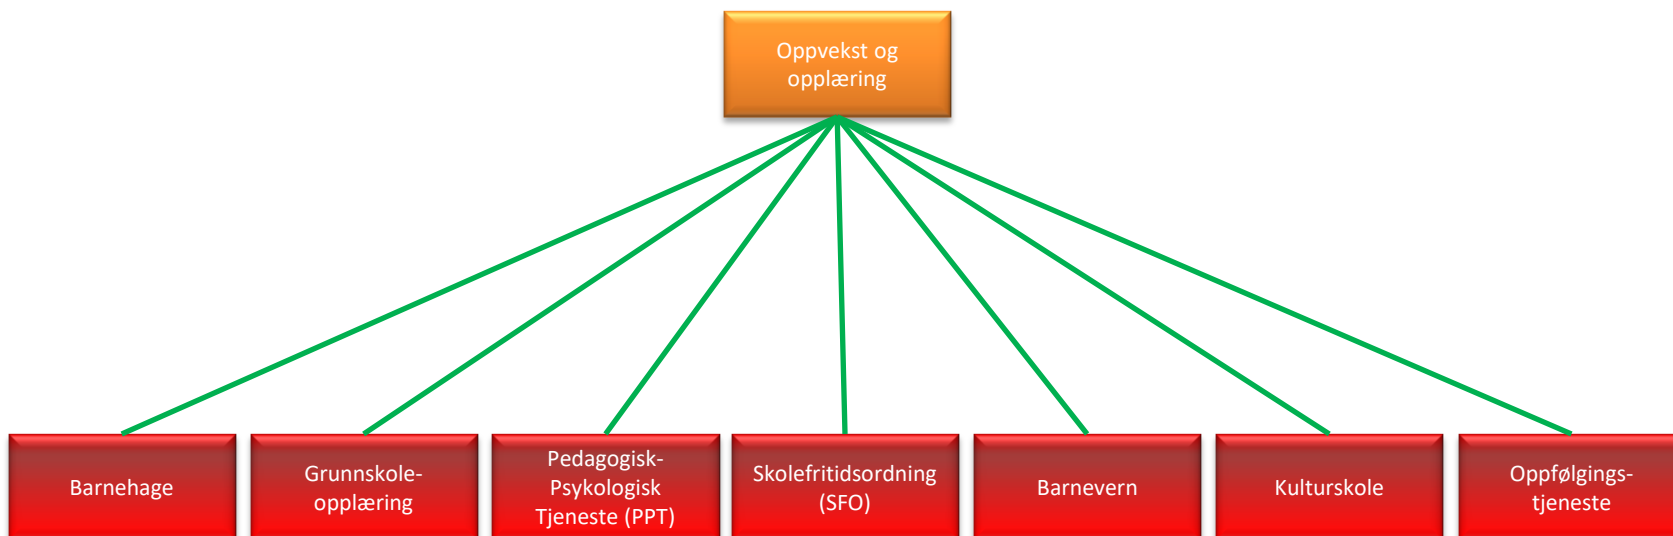 Oppvekst og
opplæring
Barnehage
Grunnskole-
opplæring
Pedagogisk-
Psykologisk
Tjeneste (PPT)
Skolefritidsordning
(SFO)
Barnevern
Kulturskole
Oppfølgings-
tjeneste